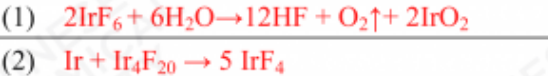 (1) 2IrF₆ + 6H₂O→12HF + O₂↑+ 2IrO₂
(2) Ir + Ir₄F₂₀ → 5 IrF₄